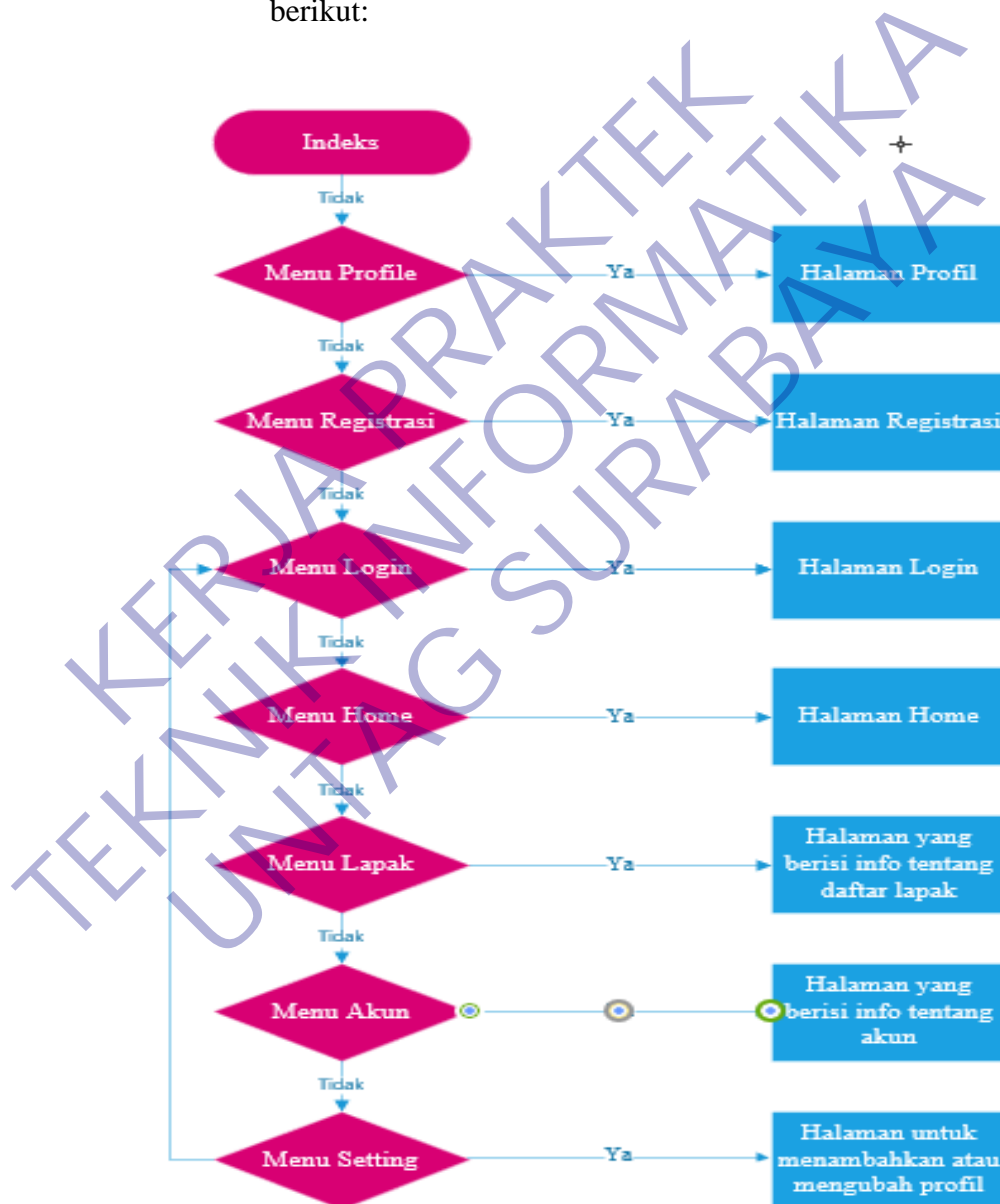 berikut:
Indeks
Tidak
Menu Profile
Ya
Halaman Profil
Tidak
Menu Registrasi
Ya
Halaman Registrasi
Tidak
Menu Login
Ya
Halaman Login
Tidak
Menu Home
Ya
Halaman Home
Tidak
Menu Lapak
Ya
Halaman yang
berisi info tentang
daftar lapak
Tidak
Menu Akun
Halaman yang
berisi info tentang
akun
Tidak
Menu Setting
Ya
Halaman untuk
menambahkan atau
mengubah profil
KERJA PRAKTEK
TEKNIK INFORMATIKA
UNTAG SURABAYA